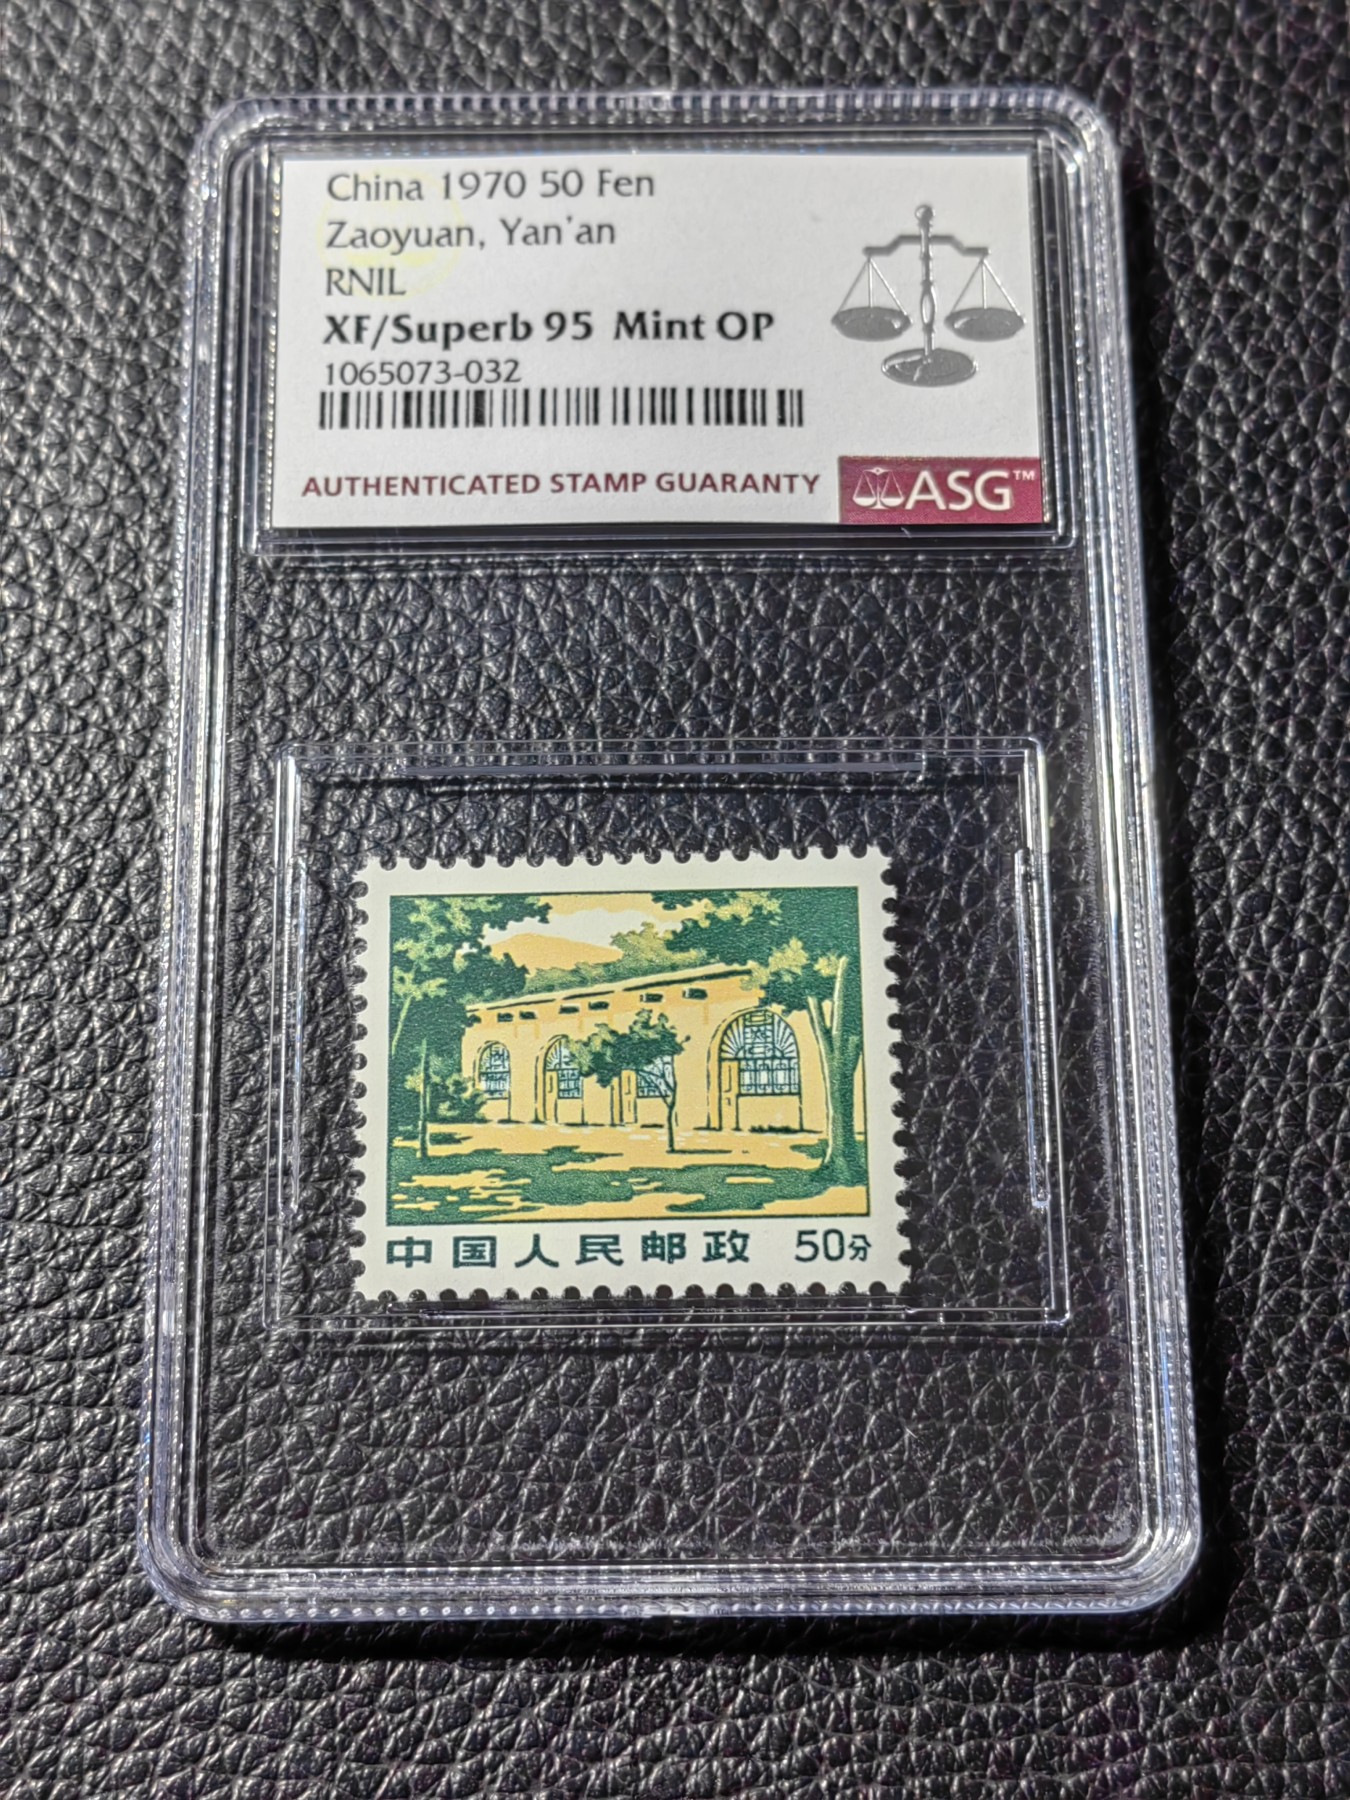 China 1970 50 Fen
Zaoyuan, Yan'an
RNIL
XF/Superb 95 Mint OP
1065073-032
AUTHENTICATED STAMP GUARANTY
ASG™
中国人民邮政 50分